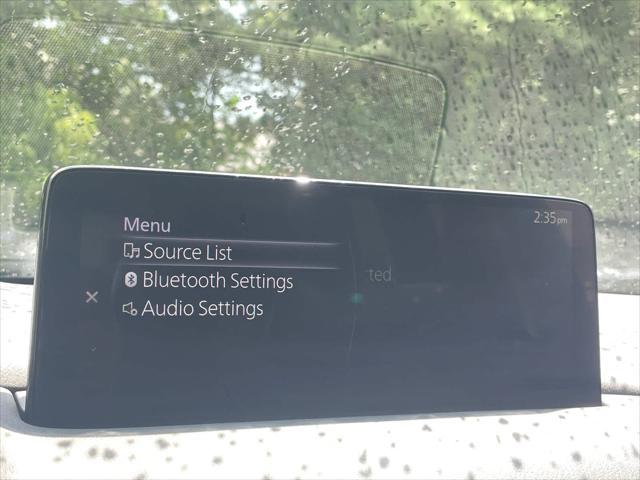 Menu
2:35pm
Source List
Bluetooth Settings
ted
Audio Settings